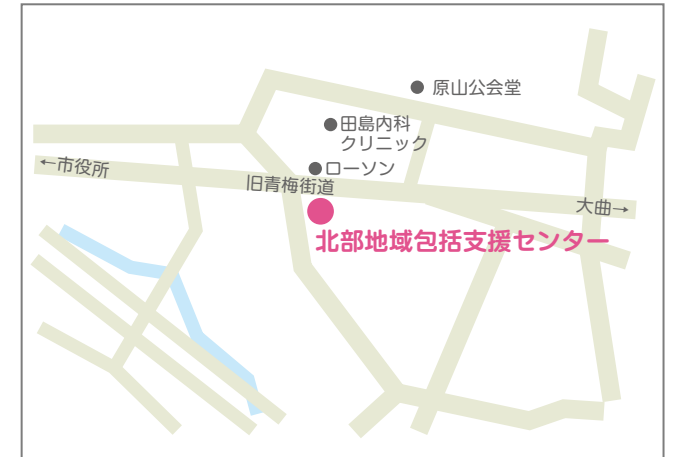 原山公会堂
田島内科
クリニック
ローソン
←市役所
旧青梅街道
大曲→
北部地域包括支援センター